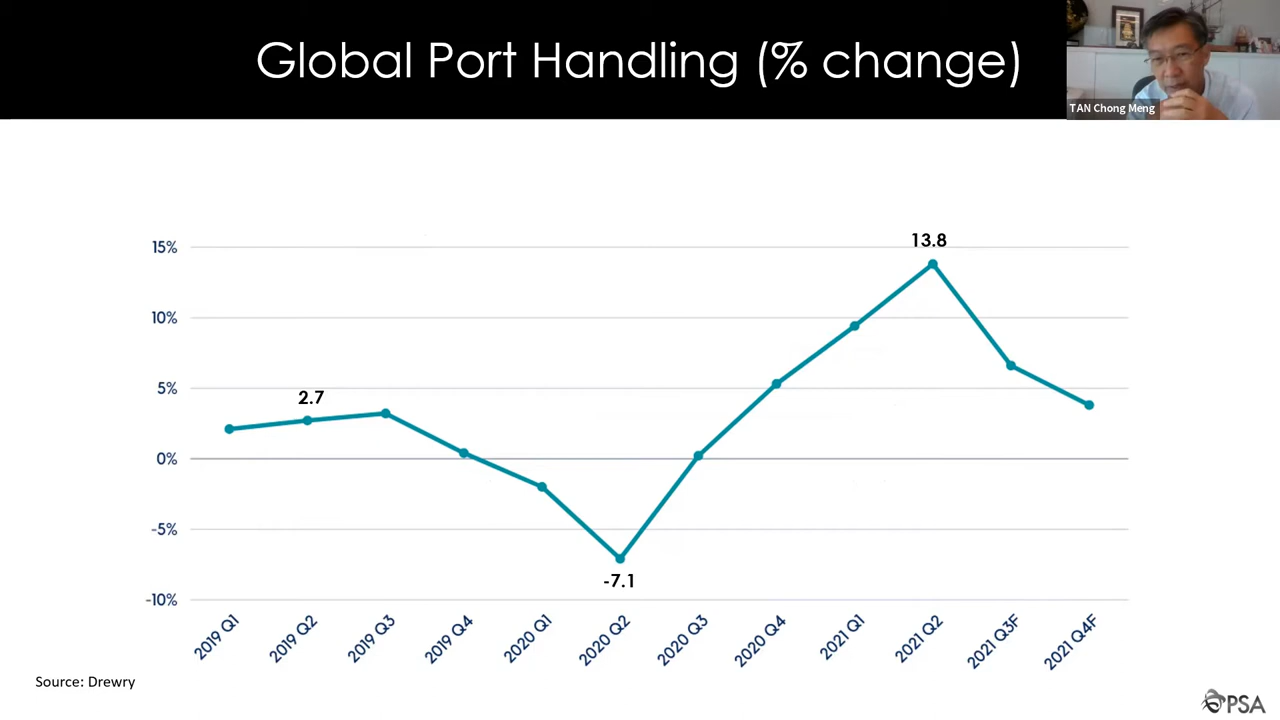 Global Port Handling (% change)
TAN Chong Meng
15%
10%
5%
0%
-5%
-10%
2.7
-7.1
13.8
2019 Q1
2019 Q2
2019 Q3
2019 Q4
2020 Q1
2020 Q2
2020 Q3
2020 Q4
2021 Q1
2021 Q2
2021 Q3F
2021 Q4F
Source: Drewry
PSA